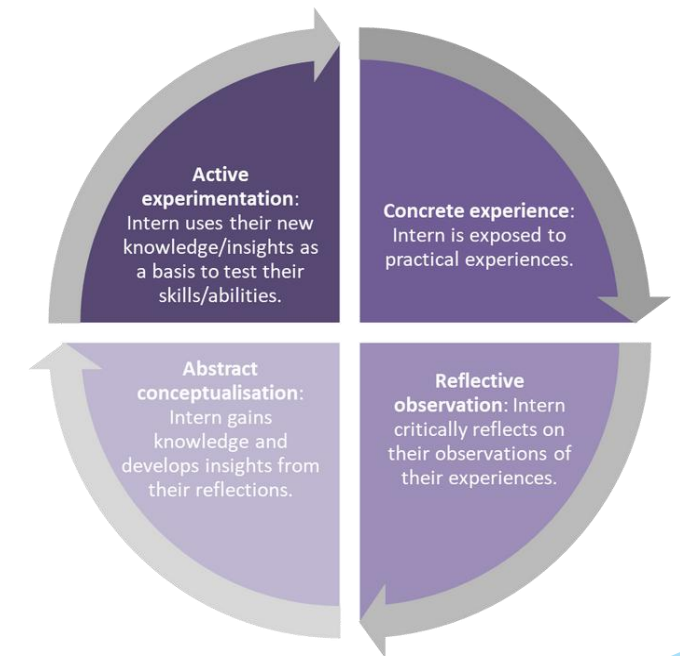 Active
experimentation:
Intern uses their new
knowledge/insights as
a basis to test their
skills/abilities.
Concrete experience:
Intern is exposed to
practical experiences.
Abstract
conceptualisation:
Intern gains
knowledge and
develops insights from
their reflections.
Reflective
observation: Intern
critically reflects on
their observations of
their experiences.